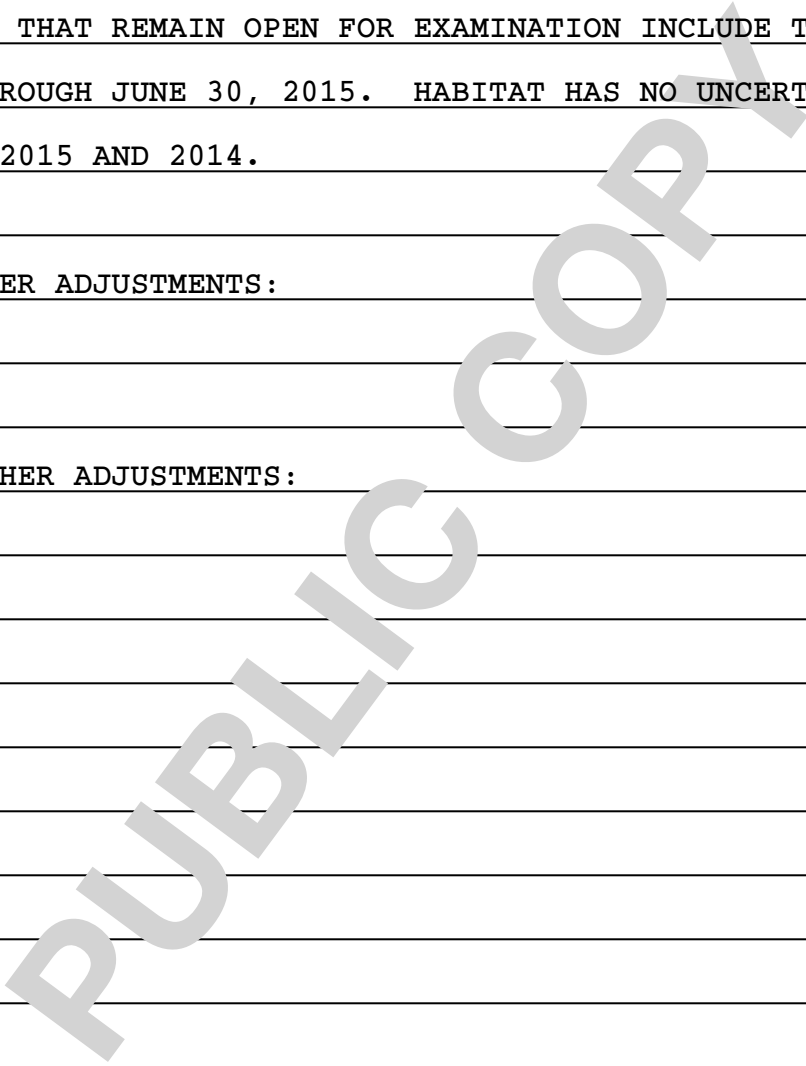 THAT REMAIN OPEN FOR EXAMINATION INCLUDE T
ROUGH JUNE 30, 2015. HABITAT HAS NO UNCERT
2015 AND 2014.
ER ADJUSTMENTS:
HER ADJUSTMENTS:
PUBLIC COPY